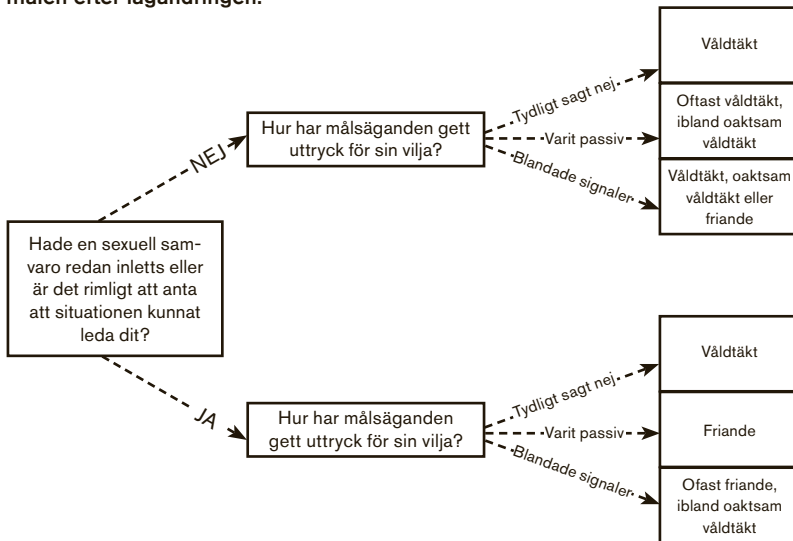 målen efter lagändringen.
Hade en sexuell sam-
varo redan inletts eller
är det rimligt att anta
att situationen kunnat
leda dit?
NEJ
Hur har målsäganden gett
uttryck för sin vilja?
Tydligt sagt nej
Våldtäkt
Varit passiv
Oftast våldtäkt,
ibland oaktsam
våldtäkt
Blandade signaler
Våldtäkt, oaktsam
våldtäkt eller
friande
JA
Hur har målsäganden
gett uttryck för sin vilja?
Tydligt sagt nej
Våldtäkt
Varit passiv
Friande
Blandade signaler
Ofast friande,
ibland oaktsam
våldtäkt